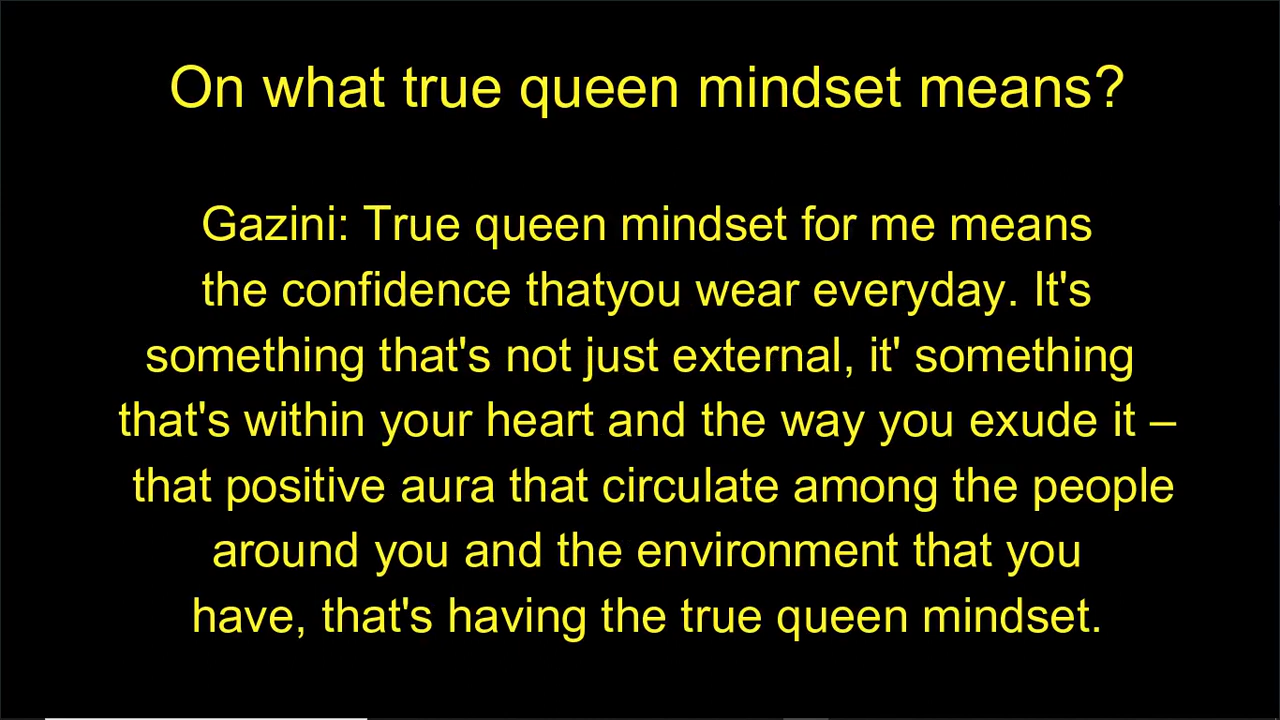 On what true queen mindset means?
Gazini: True queen mindset for me means
the confidence thatyou wear everyday. It's
something that's not just external, it' something
that's within your heart and the way you exude it –
that positive aura that circulate among the people
around you and the environment that you
have, that's having the true queen mindset.